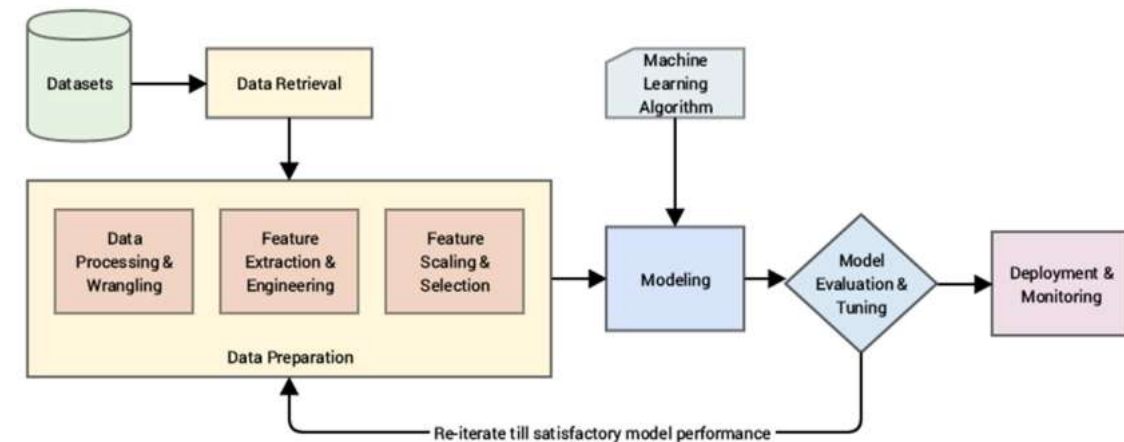 Datasets
Data Retrieval
Machine
Learning
Algorithm
Data
Processing &
Wrangling
Feature
Extraction &
Engineering
Feature
Scaling &
Selection
Data Preparation
Modeling
Model
Evaluation &
Tuning
Deployment &
Monitoring
Re-iterate till satisfactory model performance